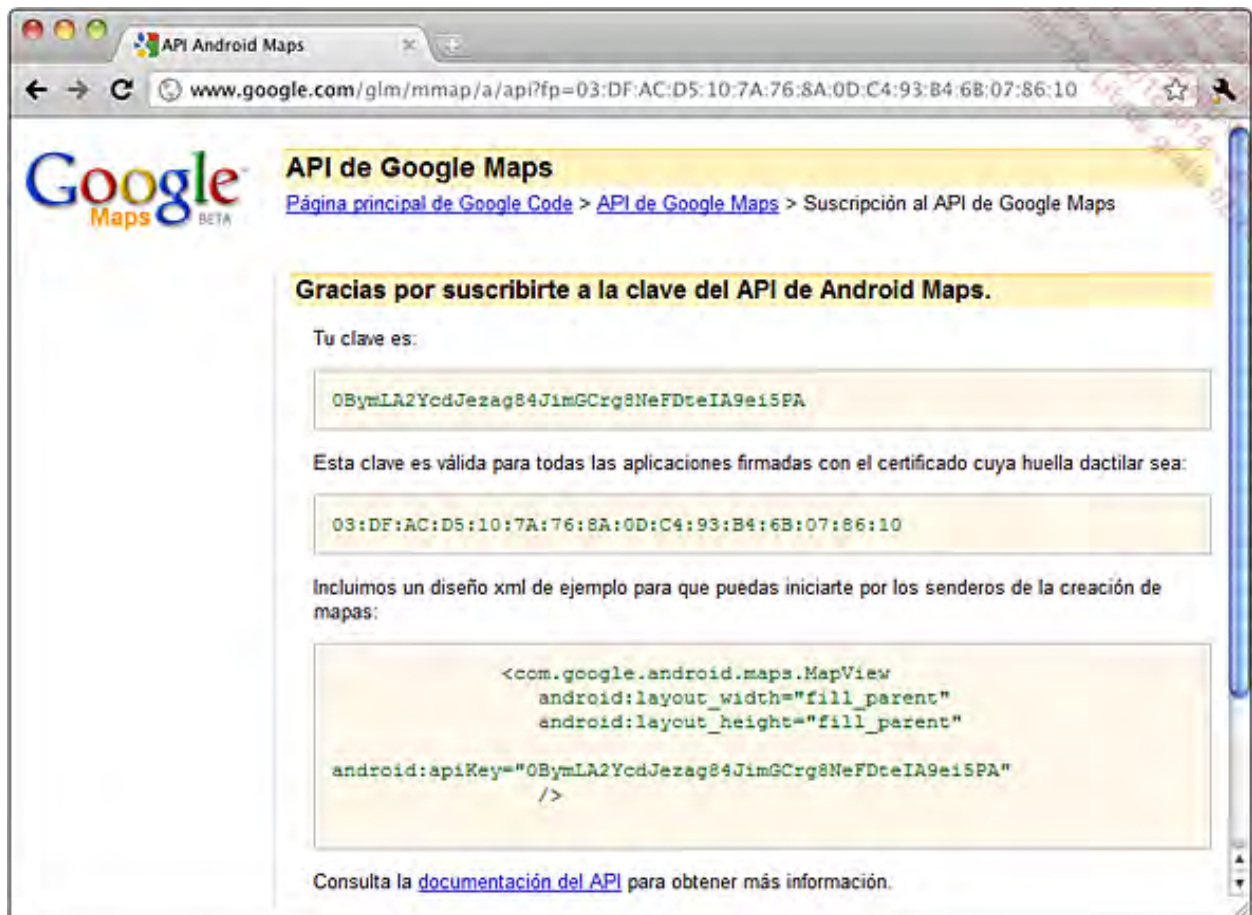 API Android Maps
www.google.com/glm/mmap/a/api?fp=03:DF:AC:D5:10:7A:76:8A:0D:C4:93:B4:6B:07:86:10
Google
Maps BETA
API de Google Maps
Página principal de Google Code > API de Google Maps > Suscripción al API de Google Maps
Gracias por suscribirte a la clave del API de Android Maps.
Tu clave es:
0BymLA2YcdJezag84JimGCrg8NeFDteIA9ei5PA
Esta clave es válida para todas las aplicaciones firmadas con el certificado cuya huella dactilar sea:
03:DF:AC:D5:10:7A:76:8A:0D:C4:93:B4:6B:07:86:10
Incluimos un diseño xml de ejemplo para que puedas iniciarte por los senderos de la creación de
mapas:
<com.google.android.maps.MapView
android:layout_width="fill_parent"
android:layout_height="fill_parent"
android:apiKey="0BymLA2YcdJezag84JimGCrg8NeFDteIA9ei5PA"
/>
Consulta la documentación del API para obtener más información.